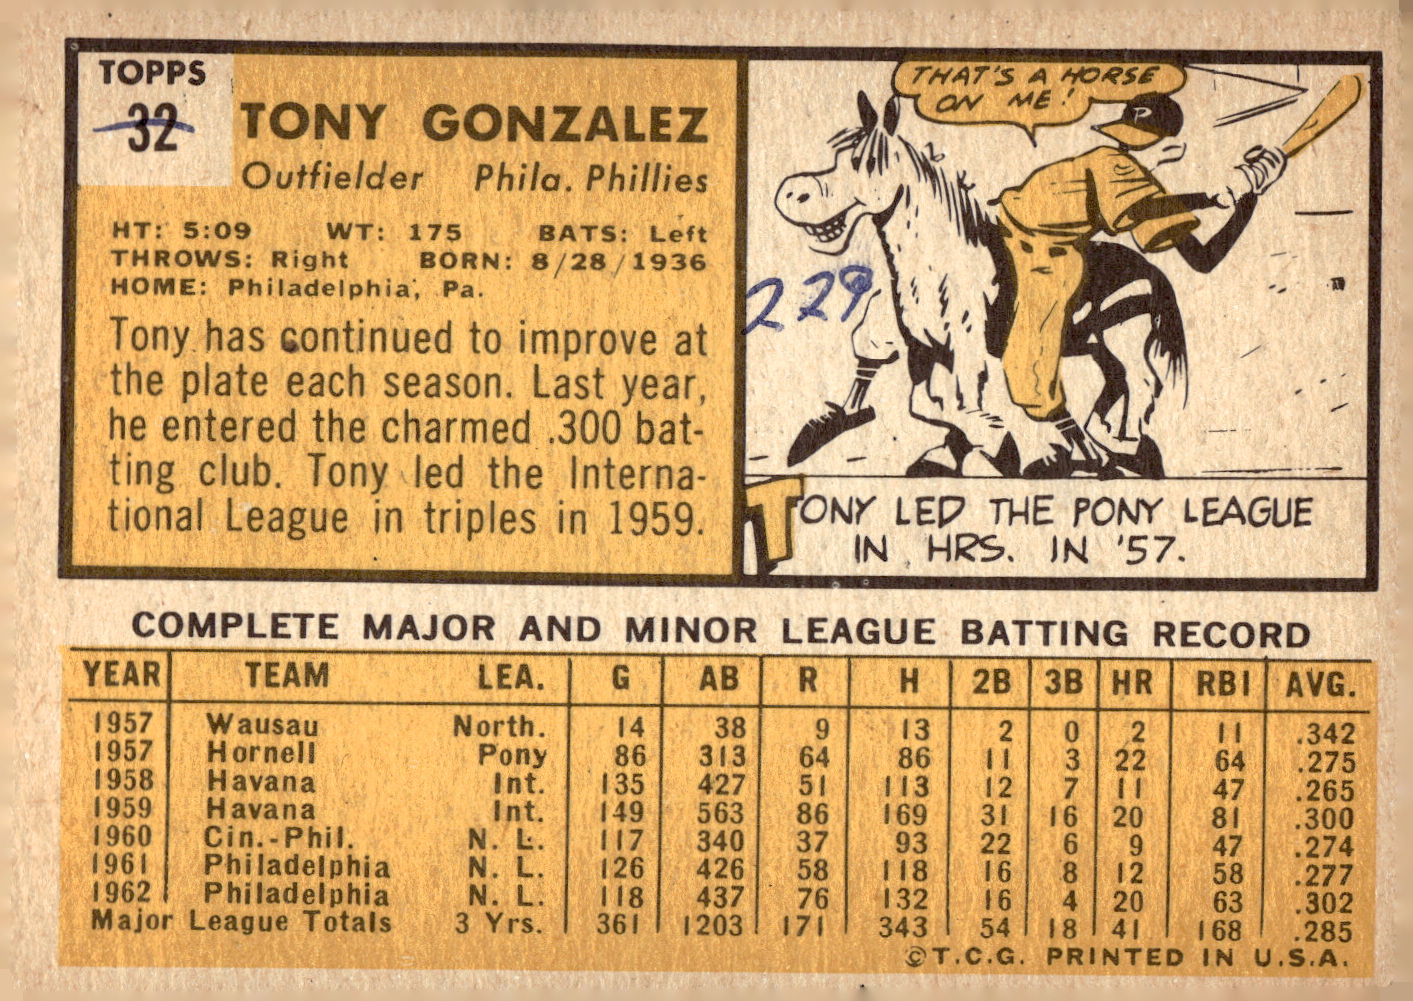 TOPPS
32
TONY GONZALEZ
Outfielder Phila. Phillies
HT: 5:09 WT: 175 BATS: Left
THROWS: Right BORN: 8/28/1936
HOME: Philadelphia, Pa.
Tony has continued to improve at
the plate each season. Last year,
he entered the charmed .300 bat-
ting club. Tony led the Interna-
tional League in triples in 1959.
THAT'S A HORSE
ON ME!
P
229
TONY LED THE PONY LEAGUE
IN HRS. IN '57.
COMPLETE MAJOR AND MINOR LEAGUE BATTING RECORD
YEAR TEAM LEA. G AB R H 2B 3B HR RBI AVG.
1957 Wausau North. 14 38 9 13 2 0 2 11 .342
1957 Hornell Pony 86 313 64 86 11 3 22 64 .275
1958 Havana Int. 135 427 51 113 12 7 11 47 .265
1959 Havana Int. 149 563 86 169 31 16 20 81 .300
1960 Cin.-Phil. N. L. 117 340 37 93 22 6 9 47 .274
1961 Philadelphia N. L. 126 426 58 118 16 8 12 58 .277
1962 Philadelphia N. L. 118 437 76 132 16 4 20 63 .302
Major League Totals 3 Yrs. 361 1203 171 343 54 18 41 168 .285
©T.C.G. PRINTED IN U.S.A.